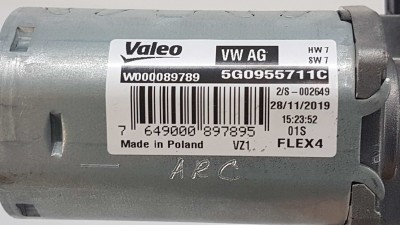 Valeo VW AG HW 7
SW 7
W000089789 5G0955711C
2/S-002649
28/11/2019
15:23:52
7 649000 897895 01S
Made in Poland VZ1 FLEX4
ARC